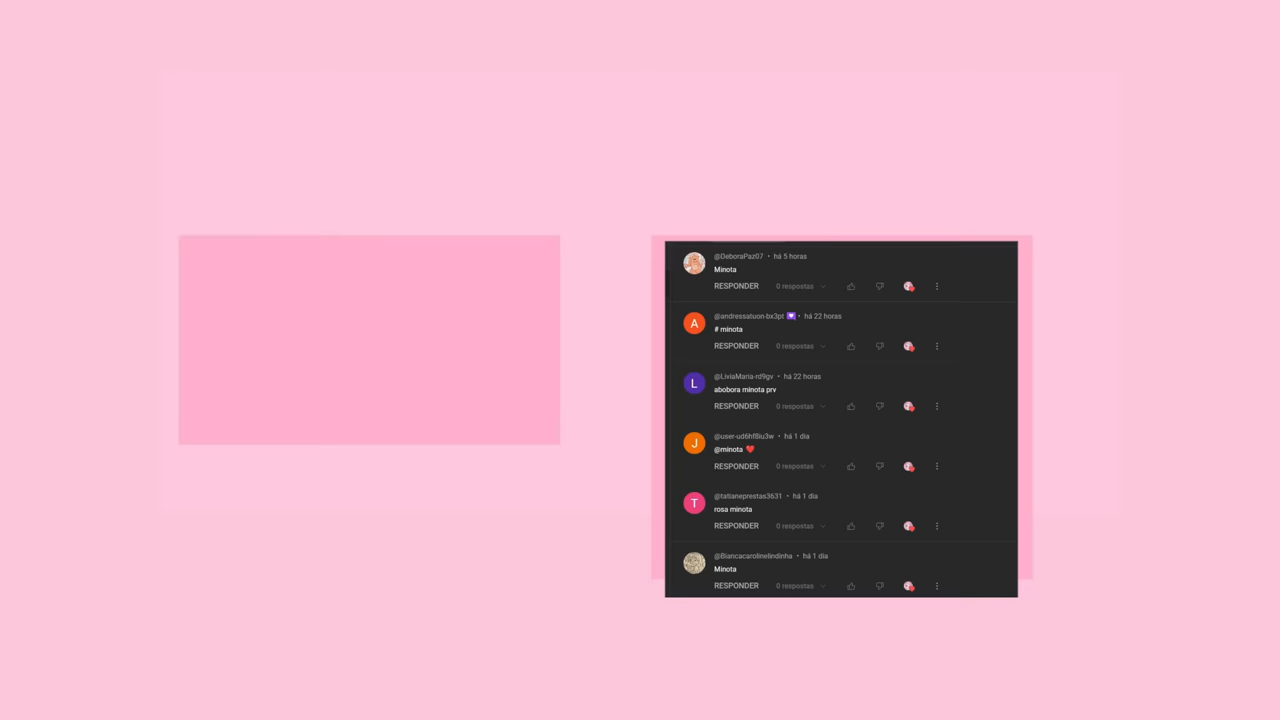 @DeboraPaz07 • há 5 horas
Minota
RESPONDER 0 respostas
@andressatuon-bx3pt • há 22 horas
# minota
RESPONDER 0 respostas
@LiviaMaria-rd9gv • há 22 horas
abobora minota prv
RESPONDER 0 respostas
@user-ud6hf8iu3w • há 1 dia
@minota ❤️
RESPONDER 0 respostas
@tatianeprestas3631 • há 1 dia
rosa minota
RESPONDER 0 respostas
@Biancacarolinelindinha • há 1 dia
Minota
RESPONDER 0 respostas